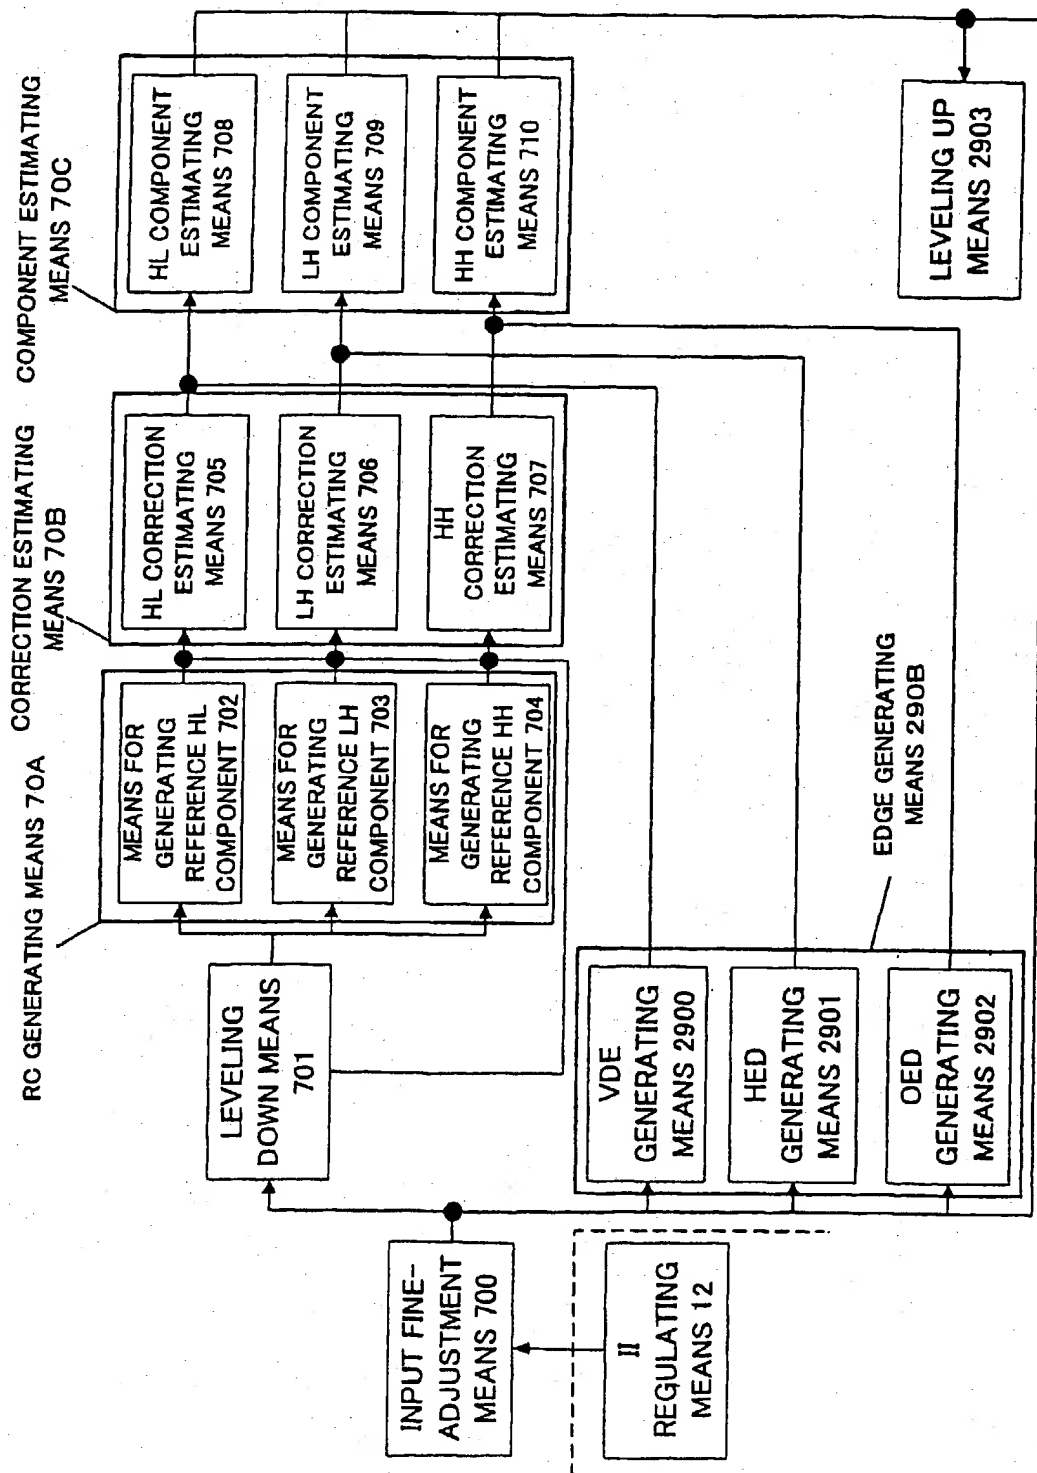 RC GENERATING MEANS 70A
CORRECTION ESTIMATING
MEANS 70B
COMPONENT ESTIMATING
MEANS 70C
MEANS FOR
GENERATING
REFERENCE HL
COMPONENT 702
HL CORRECTION
ESTIMATING
MEANS 705
HL COMPONENT
ESTIMATING
MEANS 708
LEVELING
DOWN MEANS
701
MEANS FOR
GENERATING
REFERENCE LH
COMPONENT 703
LH CORRECTION
ESTIMATING
MEANS 706
LH COMPONENT
ESTIMATING
MEANS 709
MEANS FOR
GENERATING
REFERENCE HH
COMPONENT 704
HH
CORRECTION
ESTIMATING
MEANS 707
HH COMPONENT
ESTIMATING
MEANS 710
INPUT FINE-
ADJUSTMENT
MEANS 700
VDE
GENERATING
MEANS 2900
HED
GENERATING
MEANS 2901
OED
GENERATING
MEANS 2902
EDGE GENERATING
MEANS 290B
II
REGULATING
MEANS 12
LEVELING UP
MEANS 2903